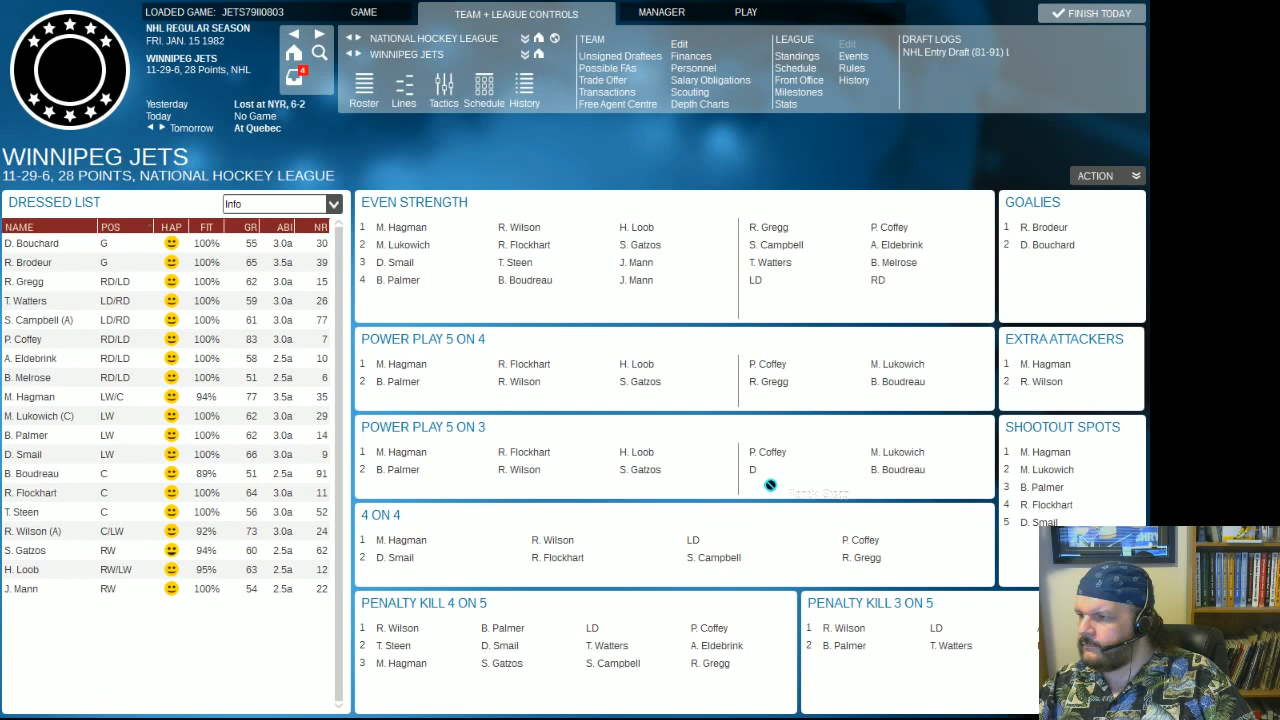 LOADED GAME: JETS79II0803
GAME
TEAM + LEAGUE CONTROLS
MANAGER
PLAY
FINISH TODAY
NHL REGULAR SEASON
FRI. JAN. 15 1982
WINNIPEG JETS
11-29-6, 28 POINTS, NHL
Yesterday Lost at NYR, 6-2
Today No Game
Tomorrow At Quebec
4
NATIONAL HOCKEY LEAGUE
WINNIPEG JETS
Roster Lines Tactics Schedule History
TEAM
Unsigned Draftees
Possible FAs
Trade Offer
Transactions
Free Agent Centre
Edit
Finances
Personnel
Salary Obligations
Scouting
Depth Charts
LEAGUE
Standings
Schedule
Front Office
Milestones
Stats
Edit
Events
Rules
History
DRAFT LOGS
NHL Entry Draft (81-91) I
WINNIPEG JETS
11-29-6, 28 POINTS, NATIONAL HOCKEY LEAGUE
ACTION
DRESSED LIST
Info
NAME POS HAP FIT GR ABI NR
D. Bouchard G 100% 55 3.0a 30
R. Brodeur G 100% 65 3.5a 39
R. Gregg RD/LD 100% 62 3.0a 15
T. Watters LD/RD 100% 59 3.0a 26
S. Campbell (A) LD/RD 100% 61 3.0a 77
P. Coffey RD/LD 100% 83 3.0a 7
A. Eldebrink RD/LD 100% 58 2.5a 10
B. Melrose RD/LD 100% 51 2.5a 6
M. Hagman LW/C 94% 77 3.5a 35
M. Lukowich (C) LW 100% 62 3.0a 29
B. Palmer LW 100% 62 3.0a 14
D. Smail LW 100% 66 3.0a 9
B. Boudreau C 89% 51 2.5a 91
R. Flockhart C 100% 64 3.0a 11
T. Steen C 100% 56 3.0a 52
R. Wilson (A) C/LW 92% 73 3.0a 24
S. Gatzos RW 94% 60 2.5a 62
H. Loob RW/LW 95% 63 2.5a 12
J. Mann RW 100% 54 2.5a 22
EVEN STRENGTH
1 M. Hagman R. Wilson H. Loob R. Gregg P. Coffey
2 M. Lukowich R. Flockhart S. Gatzos S. Campbell A. Eldebrink
3 D. Smail T. Steen J. Mann T. Watters B. Melrose
4 B. Palmer B. Boudreau J. Mann LD RD
POWER PLAY 5 ON 4
1 M. Hagman R. Flockhart H. Loob P. Coffey M. Lukowich
2 B. Palmer R. Wilson S. Gatzos R. Gregg B. Boudreau
POWER PLAY 5 ON 3
1 M. Hagman R. Flockhart H. Loob P. Coffey M. Lukowich
2 B. Palmer R. Wilson S. Gatzos D B. Boudreau
4 ON 4
1 M. Hagman R. Wilson LD P. Coffey
2 D. Smail R. Flockhart S. Campbell R. Gregg
PENALTY KILL 4 ON 5
1 R. Wilson B. Palmer LD P. Coffey
2 T. Steen D. Smail T. Watters A. Eldebrink
3 M. Hagman S. Gatzos S. Campbell R. Gregg
PENALTY KILL 3 ON 5
1 R. Wilson LD
2 B. Palmer T. Watters
GOALIES
1 R. Brodeur
2 D. Bouchard
EXTRA ATTACKERS
1 M. Hagman
2 R. Wilson
SHOOTOUT SPOTS
1 M. Hagman
2 M. Lukowich
3 B. Palmer
4 R. Flockhart
5 D. Smail